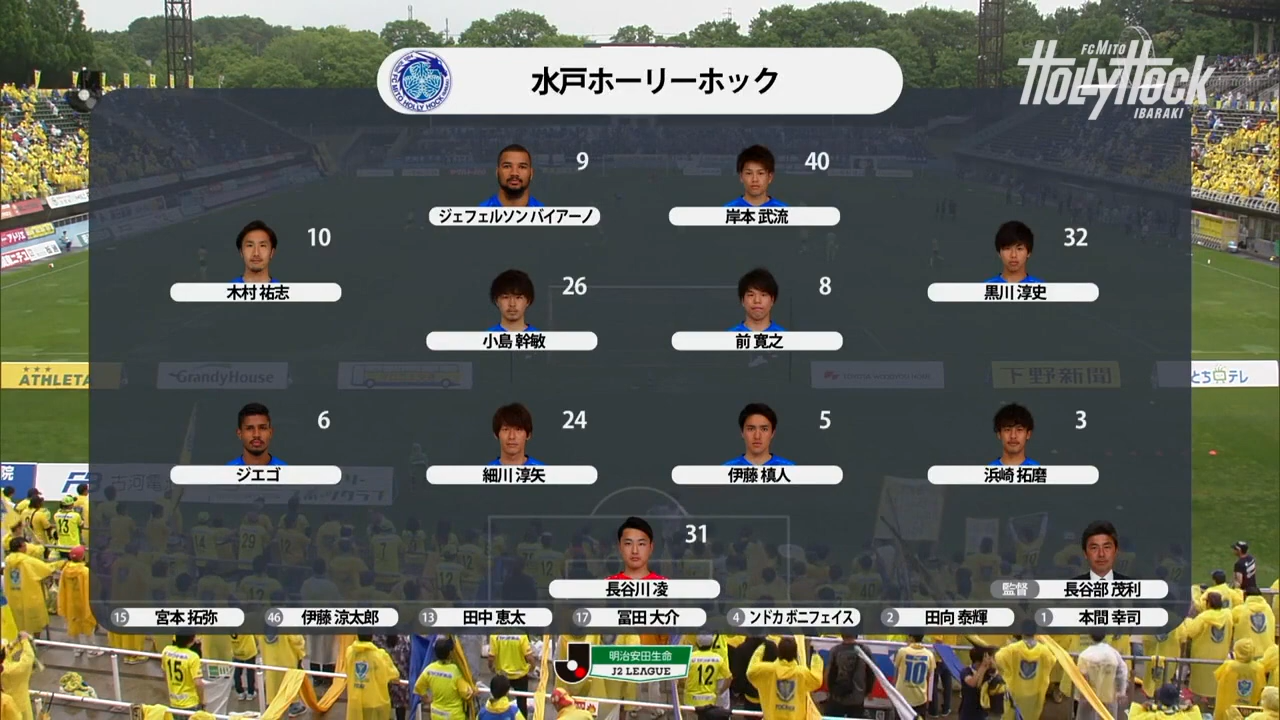 水戸ホーリーホック
FC MITO
HOLLYHOCK
IBARAKI
9
ジェフェルソン バイアーノ
40
岸本 武流
10
木村 祐志
32
黒川 淳史
26
小島 幹敏
8
前 寛之
ATHLETA
GrandyHouse
下野新聞
とちテレ
6
ジエゴ
24
細川 淳矢
5
伊藤 槙人
3
浜崎 拓磨
31
長谷川 凌
監督 長谷部 茂利
15 宮本 拓弥
46 伊藤 涼太郎
13 田中 恵太
17 冨田 大介
4 ンドカ ボニフェイス
2 田向 泰輝
1 本間 幸司
明治安田生命
J2 LEAGUE
13
15
12
10